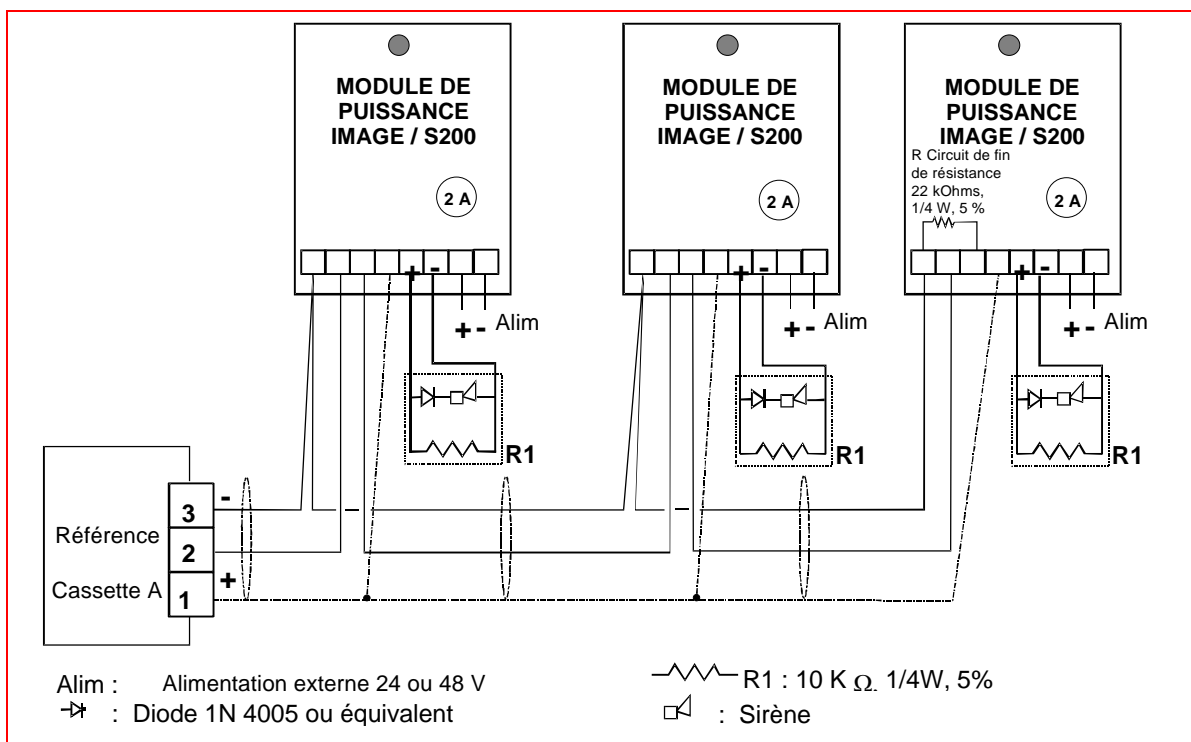 MODULE DE
PUISSANCE
IMAGE / S200
2 A
+ -
+ - Alim
R1
MODULE DE
PUISSANCE
IMAGE / S200
2 A
+ -
+ - Alim
R1
MODULE DE
PUISSANCE
IMAGE / S200
R Circuit de fin
de résistance
22 kOhms,
1/4 W, 5 %
2 A
+ -
+ - Alim
R1
3 -
Référence
2
Cassette A
1 +
Alim : Alimentation externe 24 ou 48 V
: Diode 1N 4005 ou équivalent
R1 : 10 K Ω. 1/4W, 5%
: Sirène